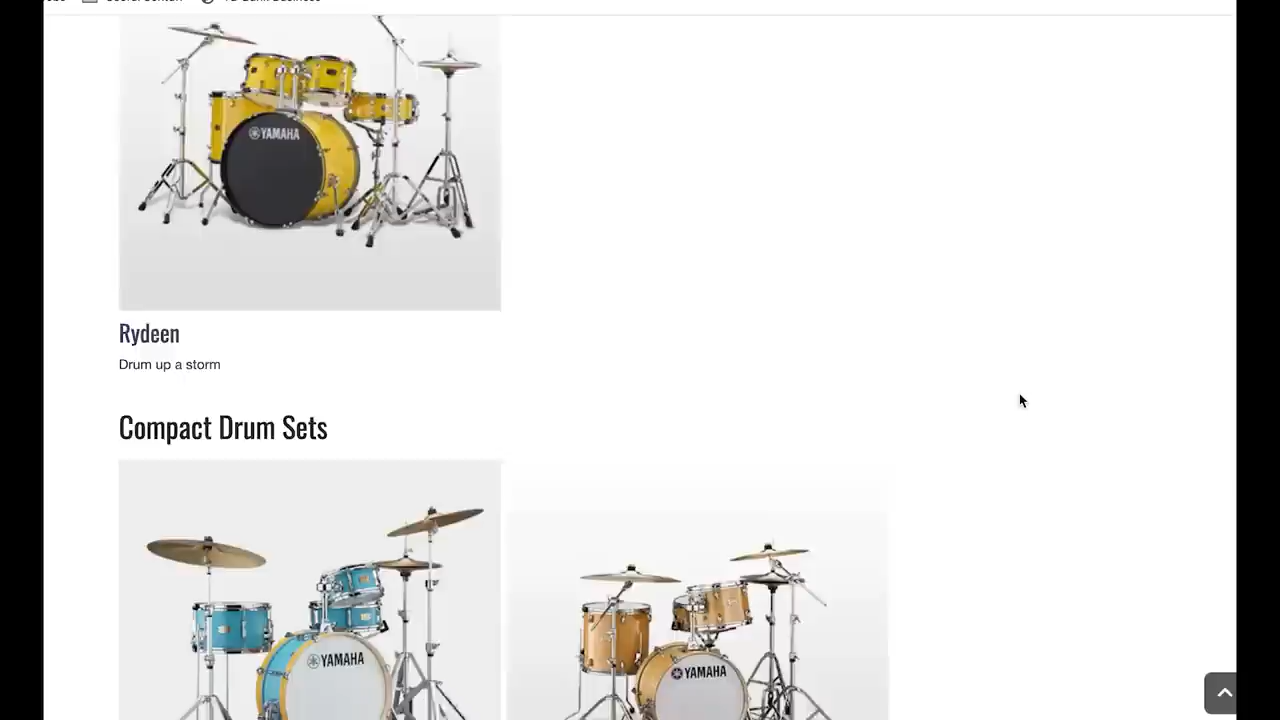 YAMAHA
Rydeen
Drum up a storm
Compact Drum Sets
YAMAHA
YAMAHA